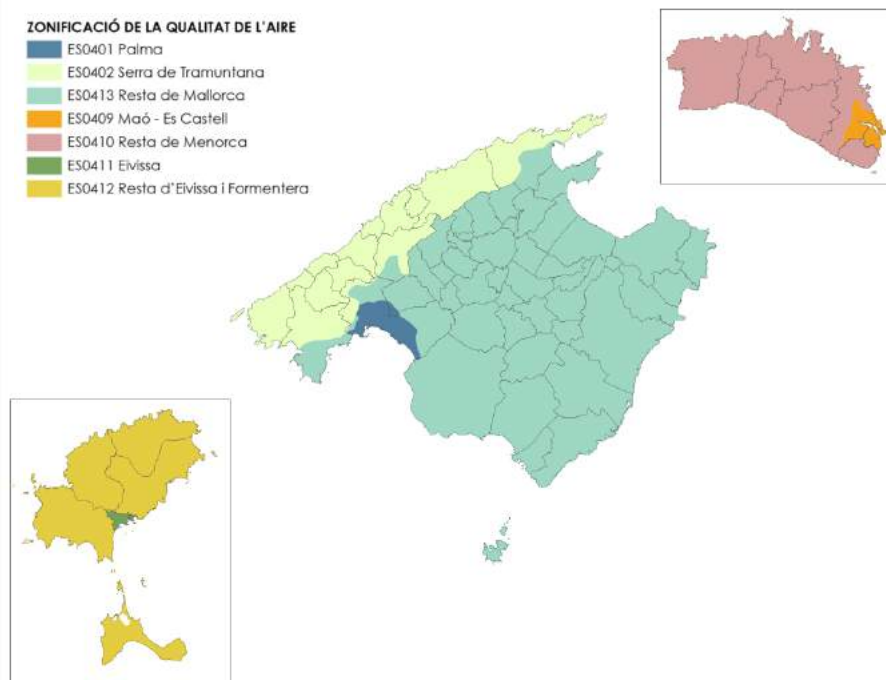 ZONIFICACIÓ DE LA QUALITAT DE L'AIRE
ES0401 Palma
ES0402 Serra de Tramuntana
ES0413 Resta de Mallorca
ES0409 Maó - Es Castell
ES0410 Resta de Menorca
ES0411 Eivissa
ES0412 Resta d'Eivissa i Formentera